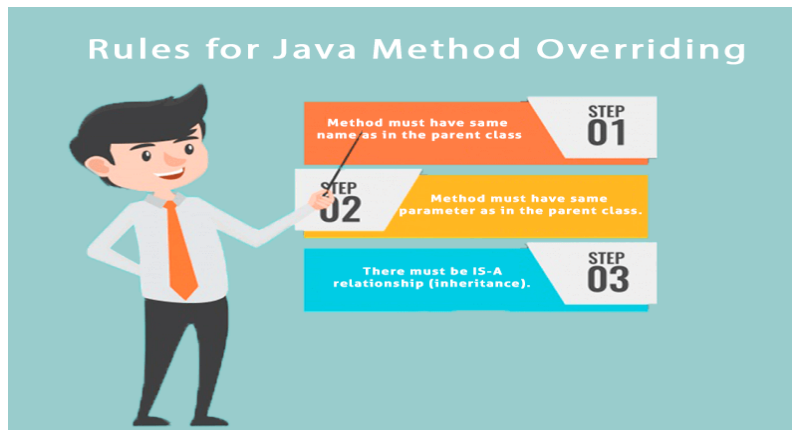 Rules for Java Method Overriding
Method must have same
name as in the parent class
STEP
01
STEP
02
Method must have same
parameter as in the parent class.
There must be IS-A
relationship (inheritance).
STEP
03